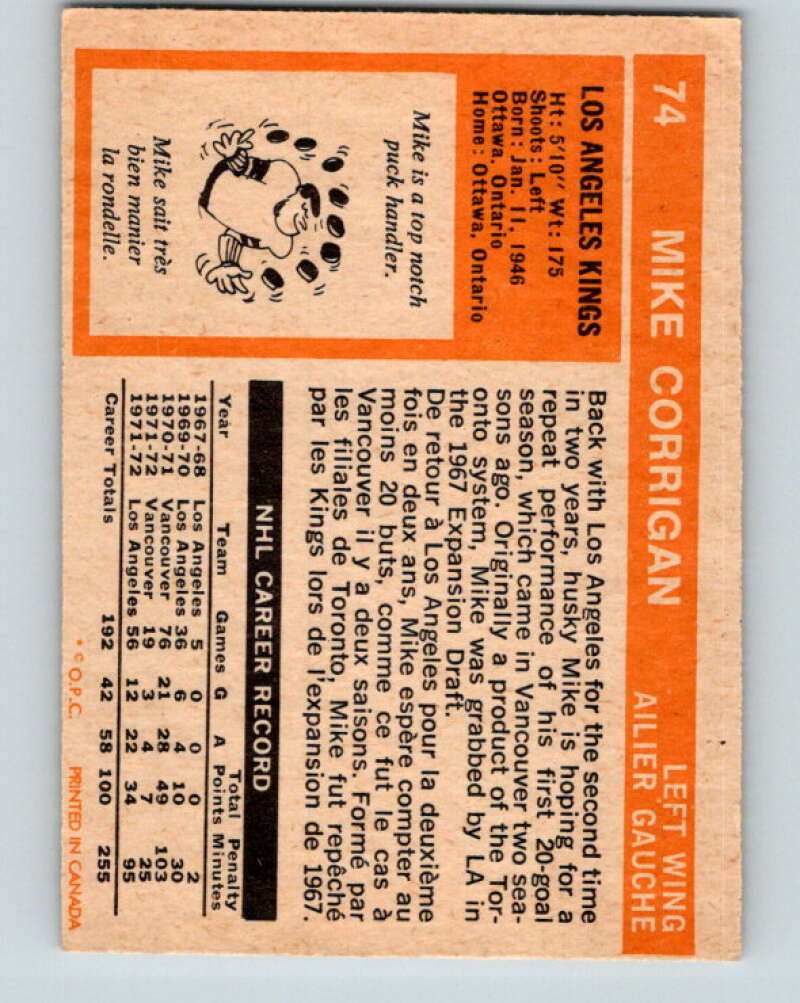 74 MIKE CORRIGAN
LEFT WING
AILIER GAUCHE
LOS ANGELES KINGS
Ht: 5'10" Wt: 175
Shoots: Left
Born: Jan. 11, 1946
Ottawa, Ontario
Home: Ottawa, Ontario
Mike is a top notch
puck handler.
Mike sait très
bien manier
la rondelle.
Back with Los Angeles for the second time
in two years, husky Mike is hoping for a
repeat performance of his first 20-goal
season, which came in Vancouver two sea-
sons ago. Originally a product of the Tor-
onto system, Mike was grabbed by LA in
the 1967 Expansion Draft.
De retour à Los Angeles pour la deuxième
fois en deux ans, Mike espère compter au
moins 20 buts, comme ce fut le cas à
Vancouver il y a deux saisons. Formé par
les filiales de Toronto, Mike fut repêché
par les Kings lors de l'expansion de 1967.
NHL CAREER RECORD
Total Penalty
Year Team Games G A Points Minutes
1967-68 Los Angeles 5 0 0 0 2
1969-70 Los Angeles 36 6 4 10 30
1970-71 Vancouver 76 21 28 49 103
1971-72 Vancouver 19 3 4 7 25
1971-72 Los Angeles 56 12 22 34 95
Career Totals 192 42 58 100 255
* © O.P.C. PRINTED IN CANADA